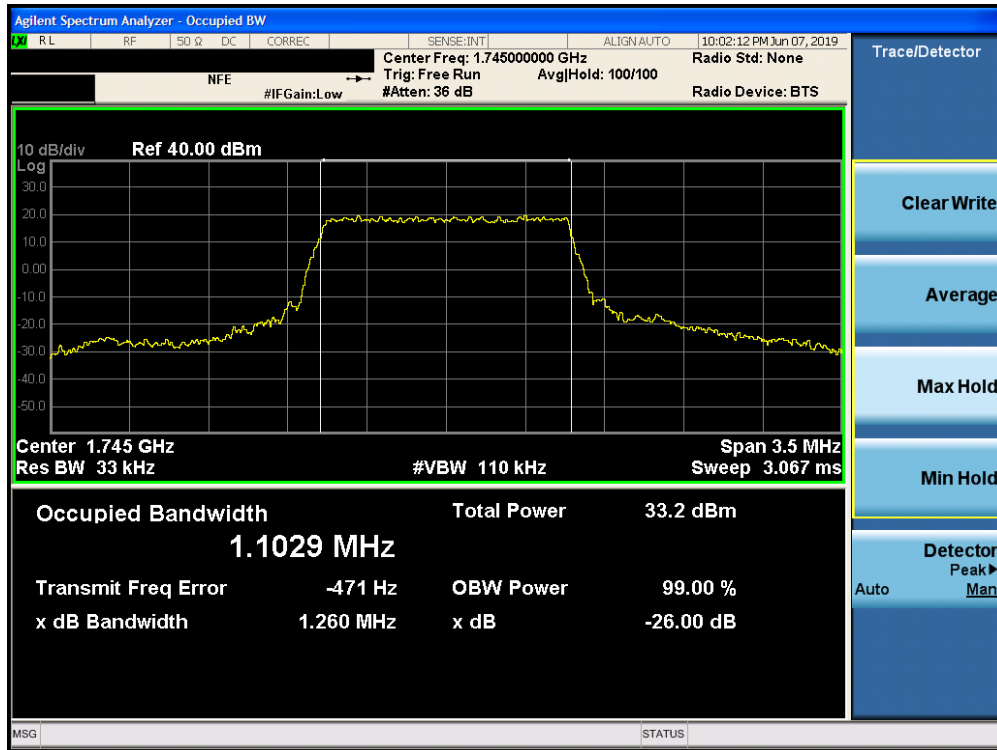 Agilent Spectrum Analyzer - Occupied BW
LXI RL RF 50 Ω DC CORREC SENSE:INT ALIGN AUTO 10:02:12 PM Jun 07, 2019
Center Freq: 1.745000000 GHz Radio Std: None
NFE Trig: Free Run Avg|Hold: 100/100
#IFGain:Low #Atten: 36 dB Radio Device: BTS
Trace/Detector
10 dB/div Ref 40.00 dBm
Log
30.0
20.0
10.0
0.00
-10.0
-20.0
-30.0
-40.0
-50.0
Center 1.745 GHz Span 3.5 MHz
Res BW 33 kHz #VBW 110 kHz Sweep 3.067 ms
Occupied Bandwidth Total Power 33.2 dBm
1.1029 MHz
Transmit Freq Error -471 Hz OBW Power 99.00 %
x dB Bandwidth 1.260 MHz x dB -26.00 dB
Clear Write
Average
Max Hold
Min Hold
Detector
Peak▶
Auto Man
MSG STATUS